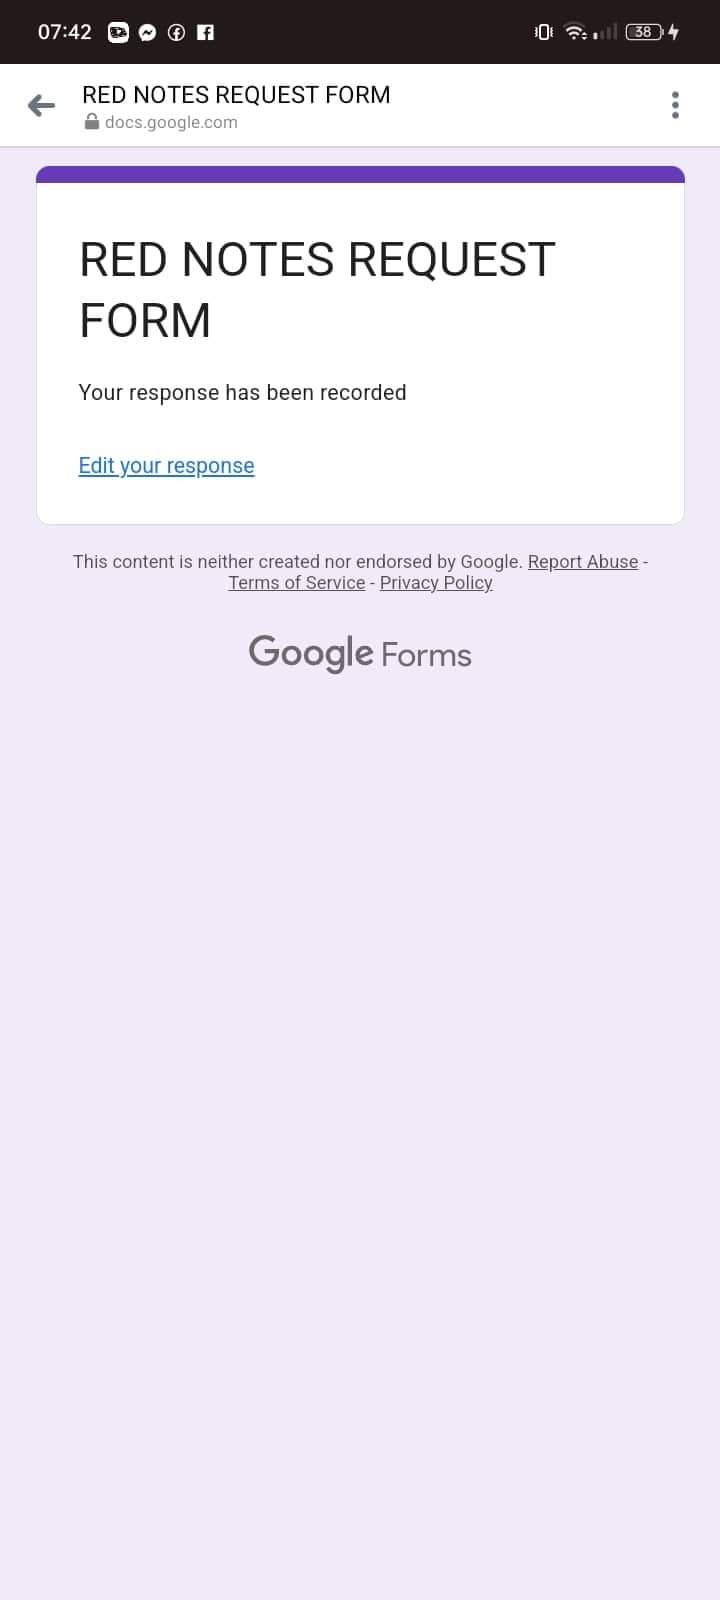 07:42
38
RED NOTES REQUEST FORM
docs.google.com
RED NOTES REQUEST
FORM
Your response has been recorded
Edit your response
This content is neither created nor endorsed by Google. Report Abuse -
Terms of Service - Privacy Policy
Google Forms